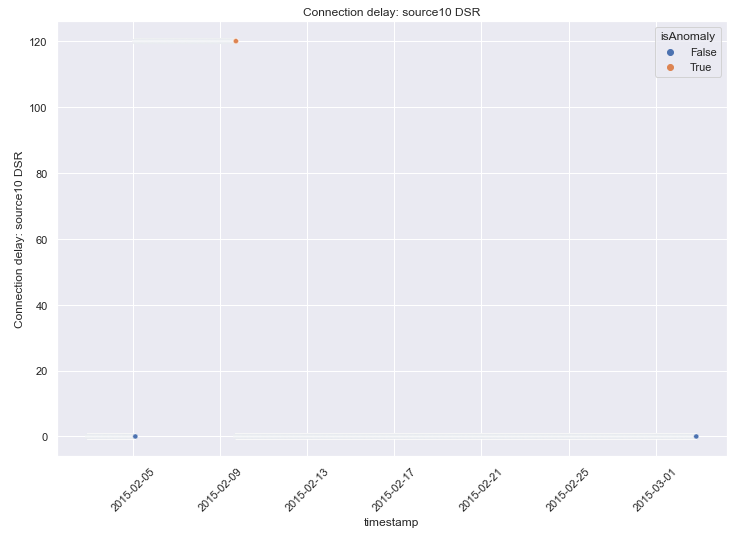 Connection delay: source10 DSR
isAnomaly
False
True
120
100
80
60
40
20
0
Connection delay: source10 DSR
2015-02-05
2015-02-09
2015-02-13
2015-02-17
2015-02-21
2015-02-25
2015-03-01
timestamp